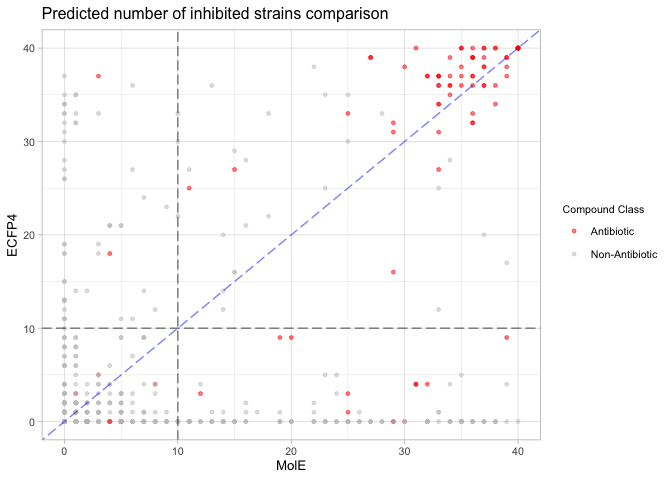 Predicted number of inhibited strains comparison
40
30
20
10
0
ECFP4
0
10
20
30
40
MolE
Compound Class
Antibiotic
Non-Antibiotic